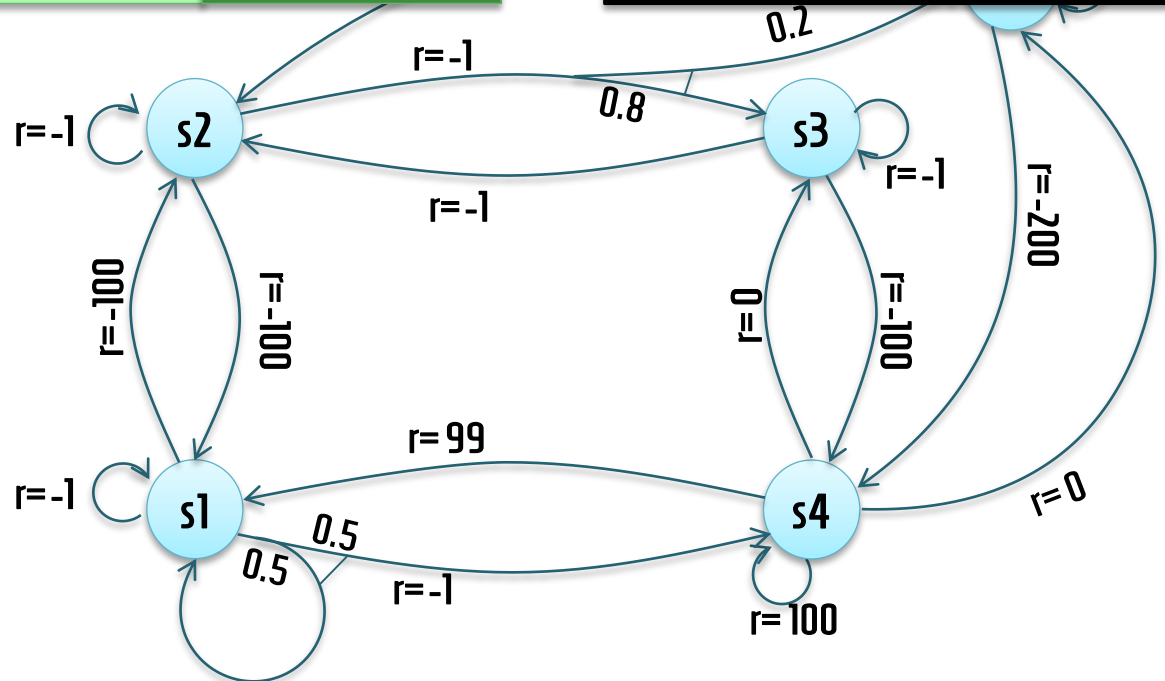 0.2
r= -1
0.8
r= -1
s2
s3
r= -1
r= -1
r= -200
r= -100
r= -100
r= 0
r= -100
r= 99
r= -1
s1
s4
r= 0
0.5
0.5
r= -1
r= 100